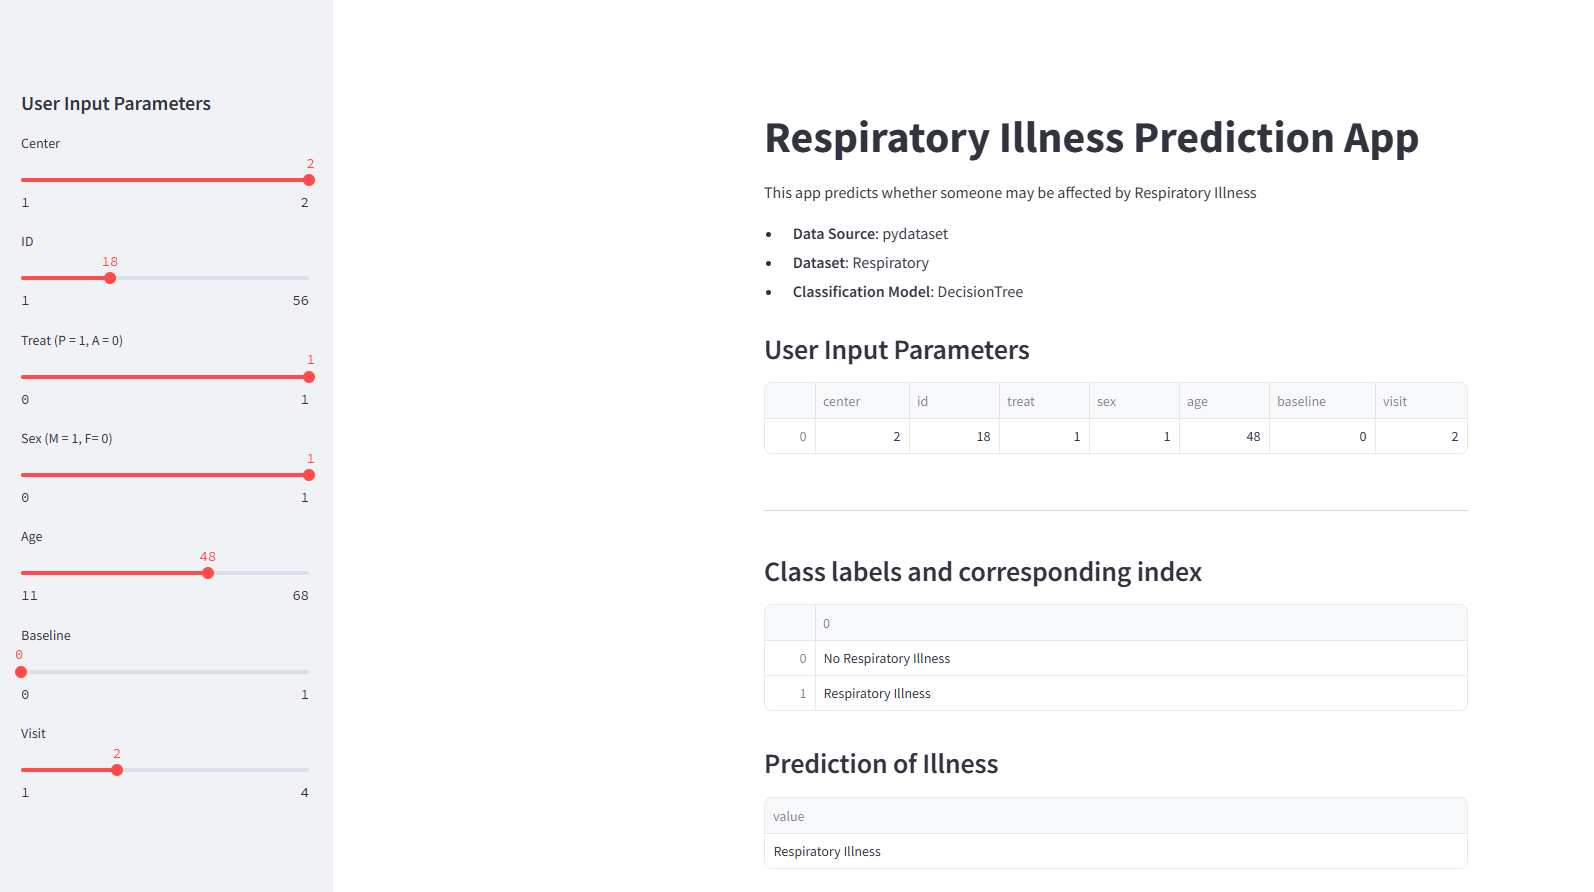 User Input Parameters
Center
2
1 2
ID
18
1 56
Treat (P = 1, A = 0)
1
0 1
Sex (M = 1, F= 0)
1
0 1
Age
48
11 68
Baseline
0
0 1
Visit
2
1 4
Respiratory Illness Prediction App
This app predicts whether someone may be affected by Respiratory Illness
• Data Source: pydataset
• Dataset: Respiratory
• Classification Model: DecisionTree
User Input Parameters
center id treat sex age baseline visit
0 2 18 1 1 48 0 2
Class labels and corresponding index
0
0 No Respiratory Illness
1 Respiratory Illness
Prediction of Illness
value
Respiratory Illness